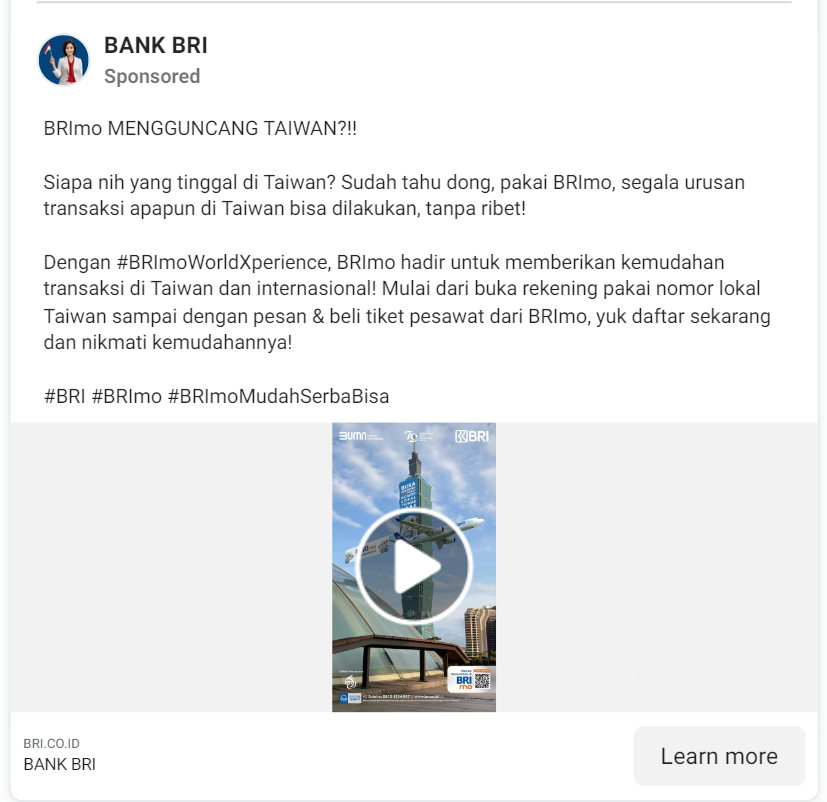 BANK BRI
Sponsored
BRImo MENGGUNCANG TAIWAN?!!
Siapa nih yang tinggal di Taiwan? Sudah tahu dong, pakai BRImo, segala urusan
transaksi apapun di Taiwan bisa dilakukan, tanpa ribet!
Dengan #BRImoWorldXperience, BRImo hadir untuk memberikan kemudahan
transaksi di Taiwan dan internasional! Mulai dari buka rekening pakai nomor lokal
Taiwan sampai dengan pesan & beli tiket pesawat dari BRImo, yuk daftar sekarang
dan nikmati kemudahannya!
#BRI #BRImo #BRImoMudahSerbaBisa
BUMN
BRI
BUKA
BRI
mo
BRI.CO.ID
BANK BRI
Learn more